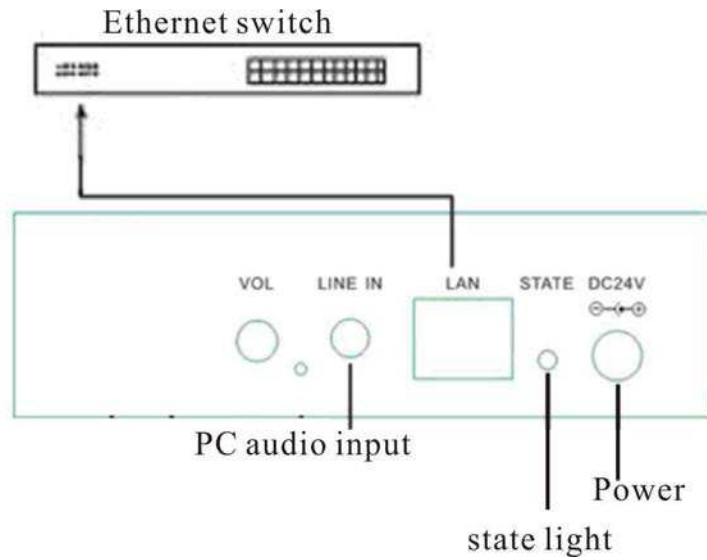 Ethernet switch
VOL LINE IN LAN STATE DC24V
PC audio input
Power
state light